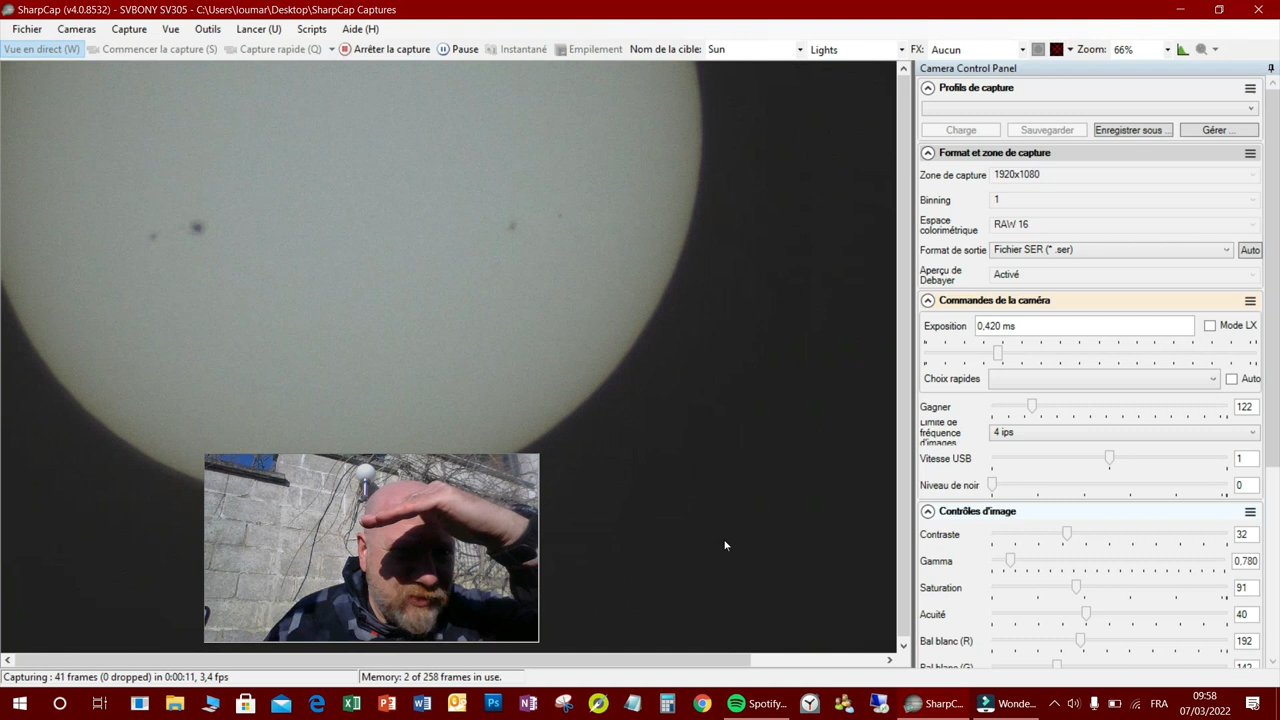 SharpCap (v4.0.8532) - SVBONY SV305 - C:\Users\loumar\Desktop\SharpCap Captures
Fichier Cameras Capture Vue Outils Lancer (U) Scripts Aide (H)
Vue en direct (W) Commencer la capture (S) Capture rapide (Q) Arrêter la capture Pause Instantané Empilement Nom de la cible: Sun Lights FX: Aucun Zoom: 66%
Camera Control Panel
Profils de capture
Charge Sauvegarder Enregistrer sous ... Gérer ...
Format et zone de capture
Zone de capture 1920x1080
Binning 1
Espace
colorimétrique RAW 16
Format de sortie Fichier SER (* .ser) Auto
Aperçu de
Debayer Activé
Commandes de la caméra
Exposition 0,420 ms Mode LX
Choix rapides Auto
Gagner 122
Limite de
fréquence
d'images 4 ips
Vitesse USB 1
Niveau de noir 0
Contrôles d'image
Contraste 32
Gamma 0,780
Saturation 91
Acuité 40
Bal blanc (R) 192
Bal blanc (G) 142
Capturing : 41 frames (0 dropped) in 0:00:11, 3,4 fps Memory: 2 of 258 frames in use.
Spotify... SharpC... Wonde... FRA
09:58
07/03/2022